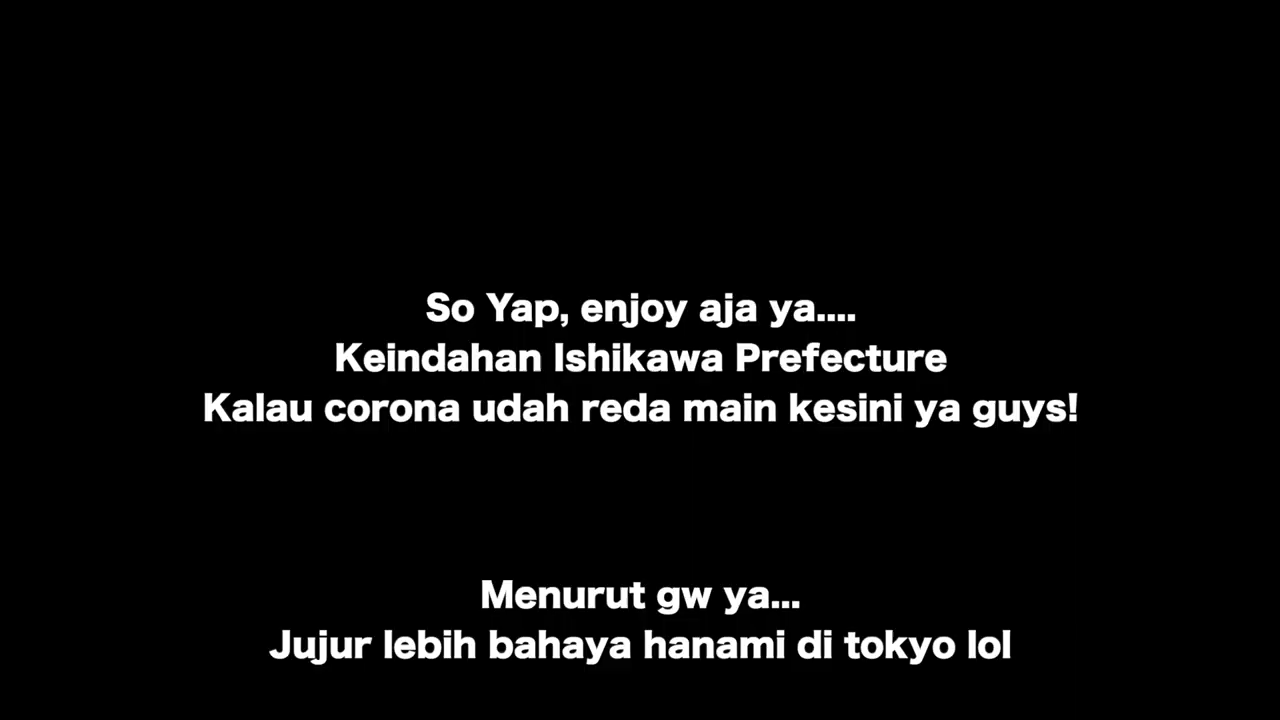 So Yap, enjoy aja ya....
Keindahan Ishikawa Prefecture
Kalau corona udah reda main kesini ya guys!
Menurut gw ya...
Jujur lebih bahaya hanami di tokyo lol